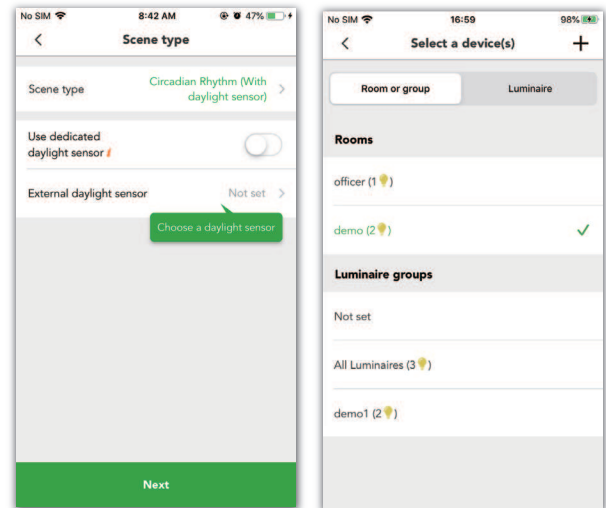 No SIM 8:42 AM 47%
Scene type
Scene type
Circadian Rhythm (With
daylight sensor)
Use dedicated
daylight sensor
External daylight sensor Not set
Choose a daylight sensor
Next
No SIM 16:59 98%
Select a device(s)
Room or group Luminaire
Rooms
officer (1)
demo (2)
Luminaire groups
Not set
All Luminaires (3)
demo1 (2)